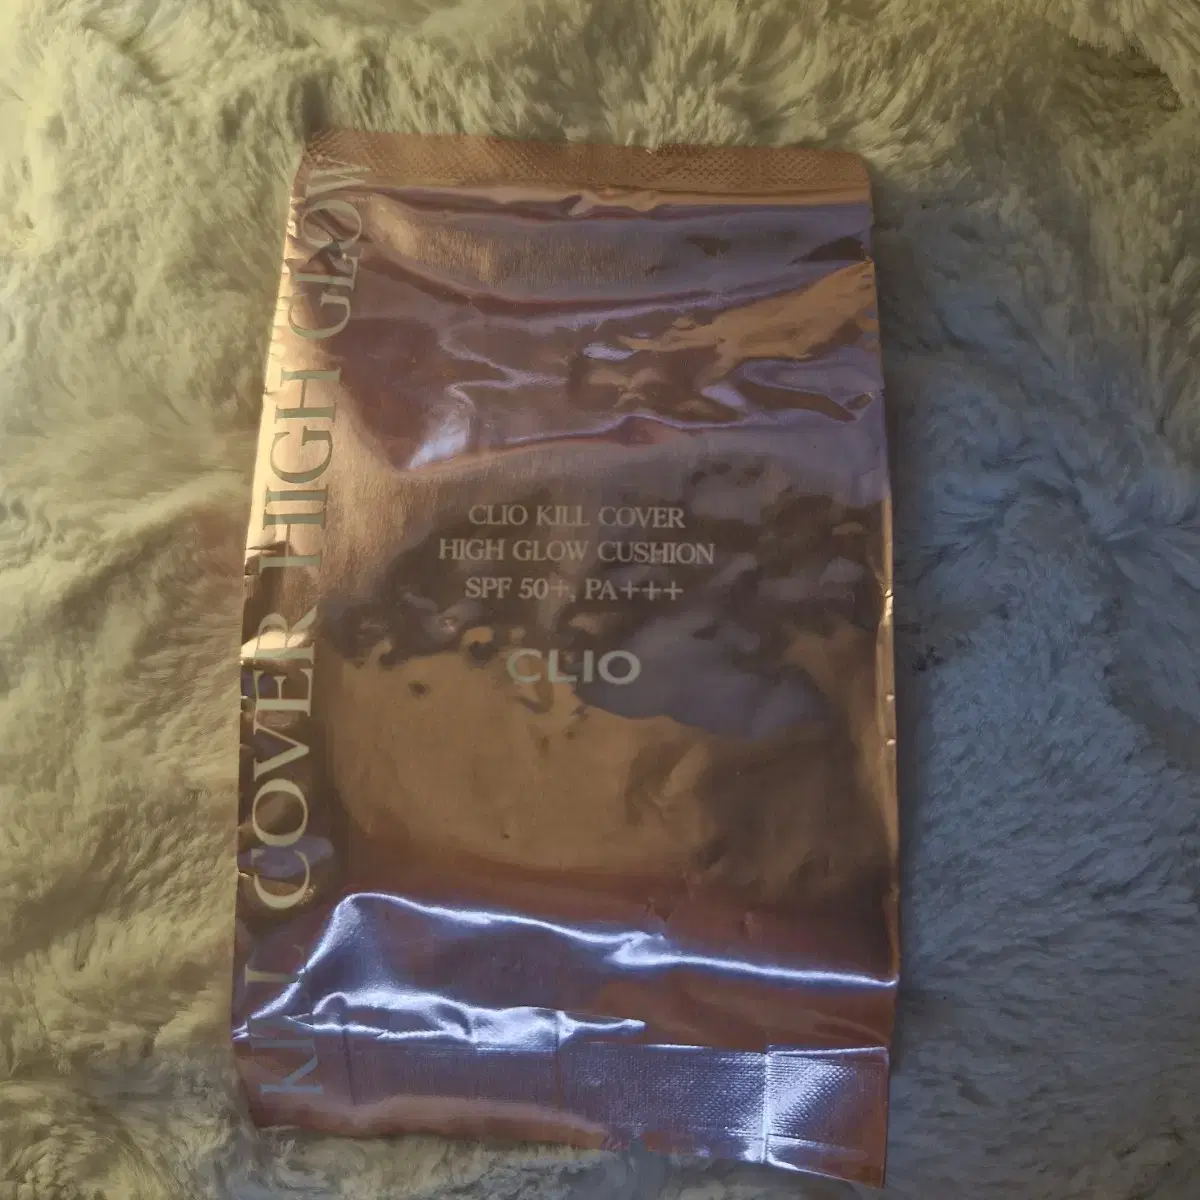 KILL COVER HIGH GLOW
CLIO KILL COVER
HIGH GLOW CUSHION
SPF 50+, PA+++
CLIO